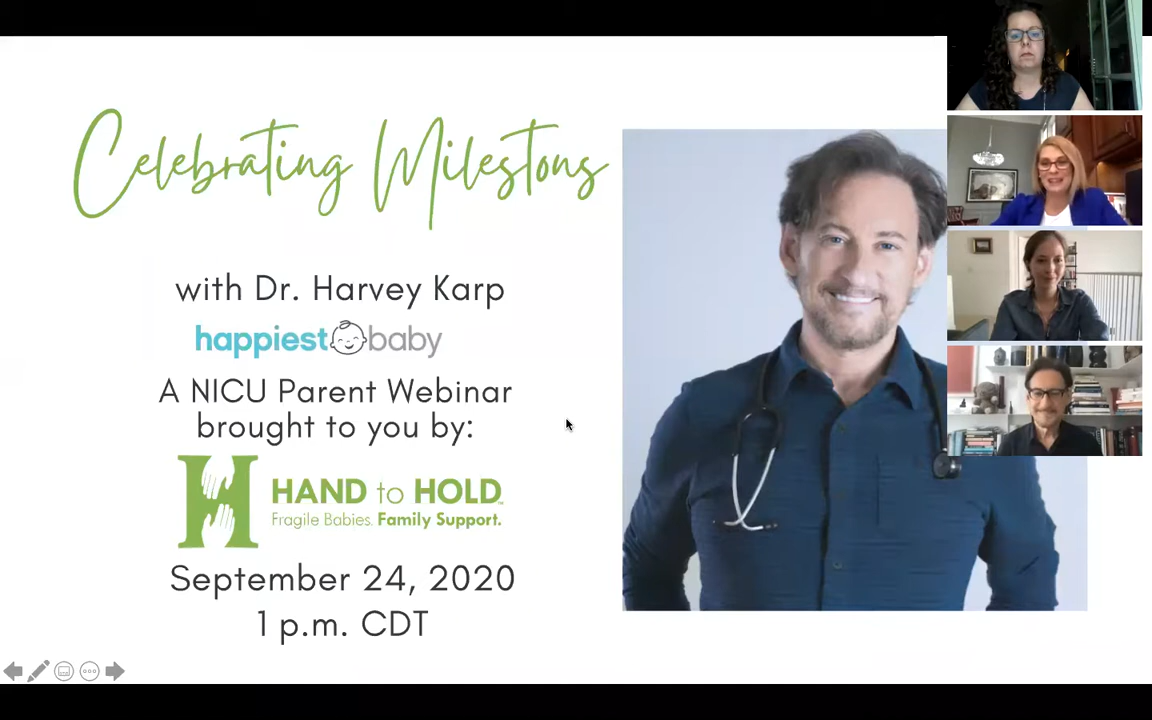 Celebrating Milestons
with Dr. Harvey Karp
happiest baby
A NICU Parent Webinar
brought to you by:
H
HAND to HOLD™
Fragile Babies. Family Support.
September 24, 2020
1 p.m. CDT